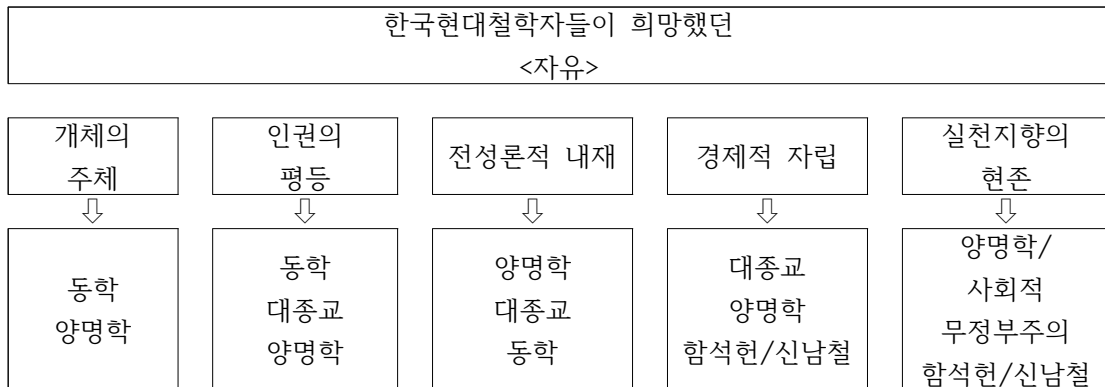 한국현대철학자들이 희망했던
<자유>
개체의
주체
인권의
평등
전성론적 내재
경제적 자립
실천지향의
현존
동학
양명학
동학
대종교
양명학
양명학
대종교
동학
대종교
양명학
함석헌/신남철
양명학/
사회적
무정부주의
함석헌/신남철